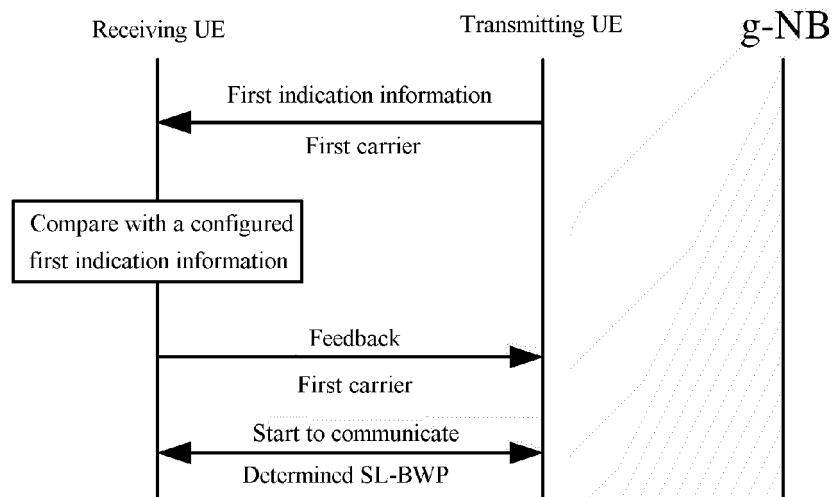 Receiving UE
Transmitting UE
g-NB
First indication information
First carrier
Compare with a configured
first indication information
Feedback
First carrier
Start to communicate
Determined SL-BWP